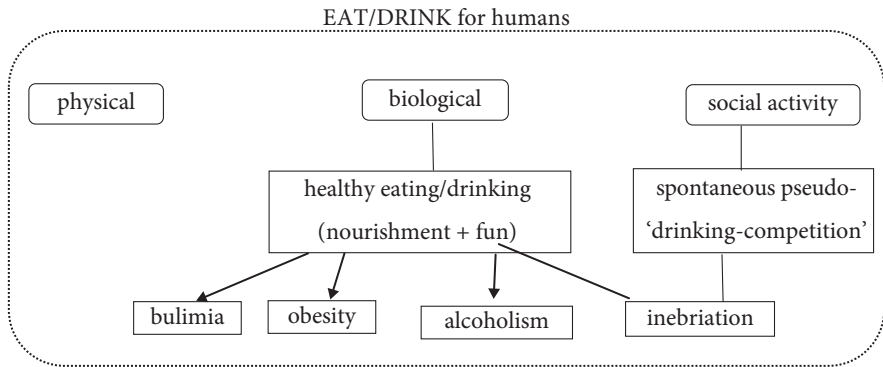 EAT/DRINK for humans
physical
biological
social activity
healthy eating/drinking
(nourishment + fun)
spontaneous pseudo-
‘drinking-competition’
bulimia
obesity
alcoholism
inebriation